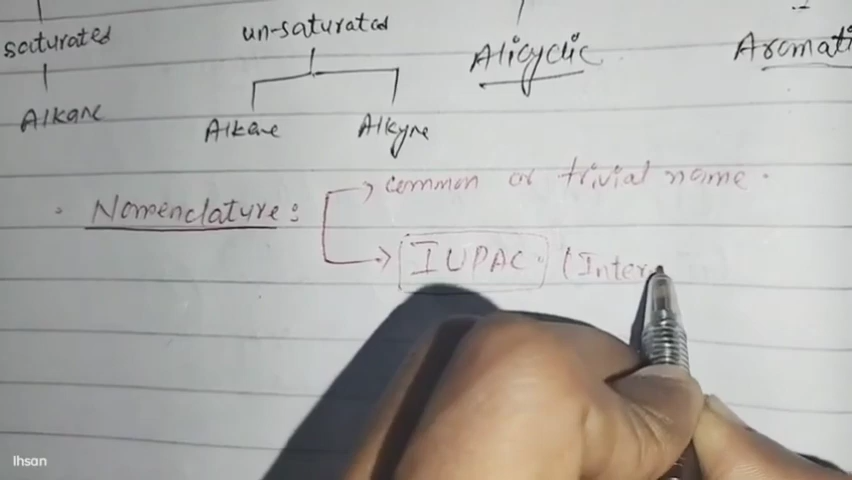 saturated un-saturated Alicyclic Aromati
Alkane Alkane Alkyne
Nomenclature: common or trivial name.
IUPAC. (Inter
Ihsan